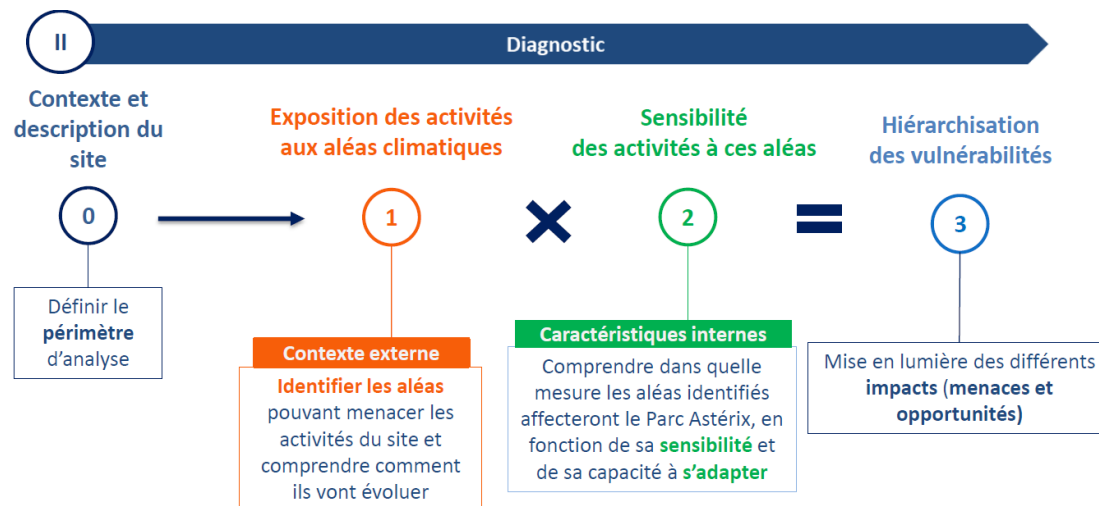 II
Diagnostic
Contexte et
description du
site
0
Définir le
périmètre
d'analyse
Exposition des activités
aux aléas climatiques
1
Contexte externe
Identifier les aléas
pouvant menacer les
activités du site et
comprendre comment
ils vont évoluer
Sensibilité
des activités à ces aléas
2
Caractéristiques internes
Comprendre dans quelle
mesure les aléas identifiés
affecteront le Parc Astérix, en
fonction de sa sensibilité et
de sa capacité à s'adapter
Hiérarchisation
des vulnérabilités
3
Mise en lumière des différents
impacts (menaces et
opportunités)